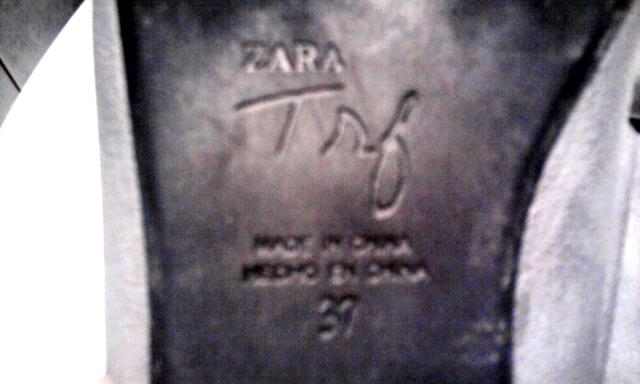 ZARA
Trf
MADE IN CHINA
HECHO EN CHINA
37